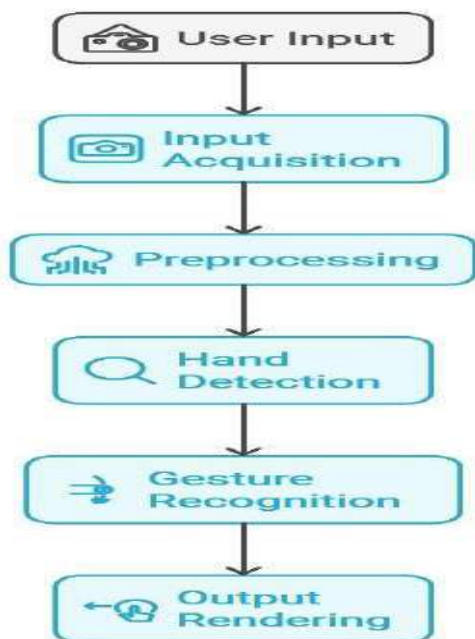 User Input
Input
Acquisition
Preprocessing
Hand
Detection
Gesture
Recognition
Output
Rendering